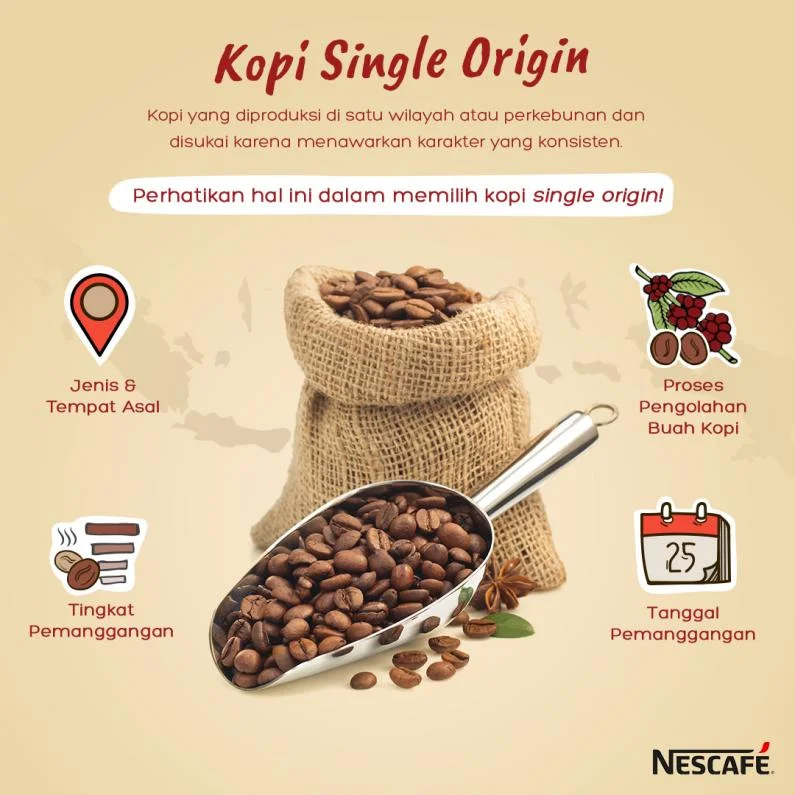 Kopi Single Origin
Kopi yang diproduksi di satu wilayah atau perkebunan dan
disukai karena menawarkan karakter yang konsisten.
Perhatikan hal ini dalam memilih kopi single origin!
Jenis &
Tempat Asal
Proses
Pengolahan
Buah Kopi
25
Tingkat
Pemanggangan
Tanggal
Pemanggangan
NESCAFÉ.